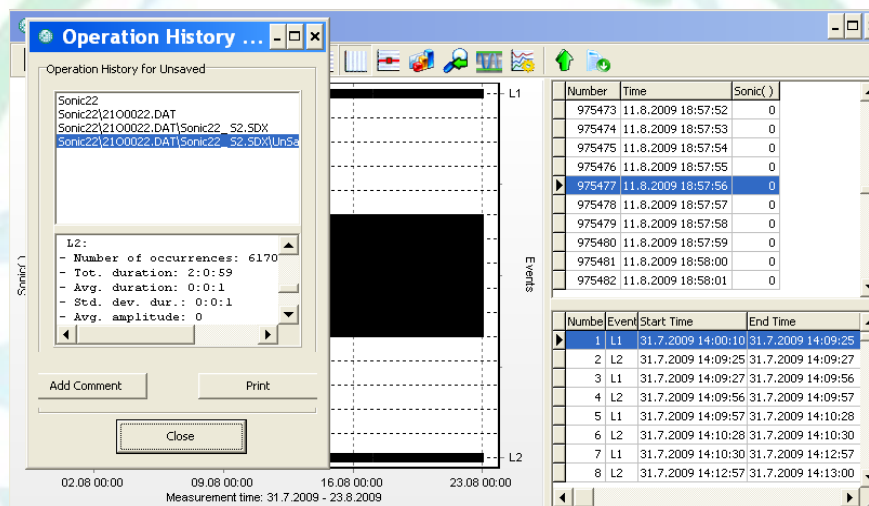 Operation History ...
Operation History for Unsaved
Sonic22
Sonic22\21O0022.DAT
Sonic22\21O0022.DAT\Sonic22_ S2.SDX
Sonic22\21O0022.DAT\Sonic22_ S2.SDX\UnSa
L2:
- Number of occurrences: 6170
- Tot. duration: 2:0:59
- Avg. duration: 0:0:1
- Std. dev. dur.: 0:0:1
- Avg. amplitude: 0
Add Comment
Print
Close
Sonic( )
L1
L2
Events
02.08 00:00 09.08 00:00 16.08 00:00 23.08 00:00
Measurement time: 31.7.2009 - 23.8.2009
Number Time Sonic( )
975473 11.8.2009 18:57:52 0
975474 11.8.2009 18:57:53 0
975475 11.8.2009 18:57:54 0
975476 11.8.2009 18:57:55 0
975477 11.8.2009 18:57:56 0
975478 11.8.2009 18:57:57 0
975479 11.8.2009 18:57:58 0
975480 11.8.2009 18:57:59 0
975481 11.8.2009 18:58:00 0
975482 11.8.2009 18:58:01 0
Numbe Event Start Time End Time
1 L1 31.7.2009 14:00:10 31.7.2009 14:09:25
2 L2 31.7.2009 14:09:25 31.7.2009 14:09:27
3 L1 31.7.2009 14:09:27 31.7.2009 14:09:56
4 L2 31.7.2009 14:09:56 31.7.2009 14:09:57
5 L1 31.7.2009 14:09:57 31.7.2009 14:10:28
6 L2 31.7.2009 14:10:28 31.7.2009 14:10:30
7 L1 31.7.2009 14:10:30 31.7.2009 14:12:57
8 L2 31.7.2009 14:12:57 31.7.2009 14:13:00